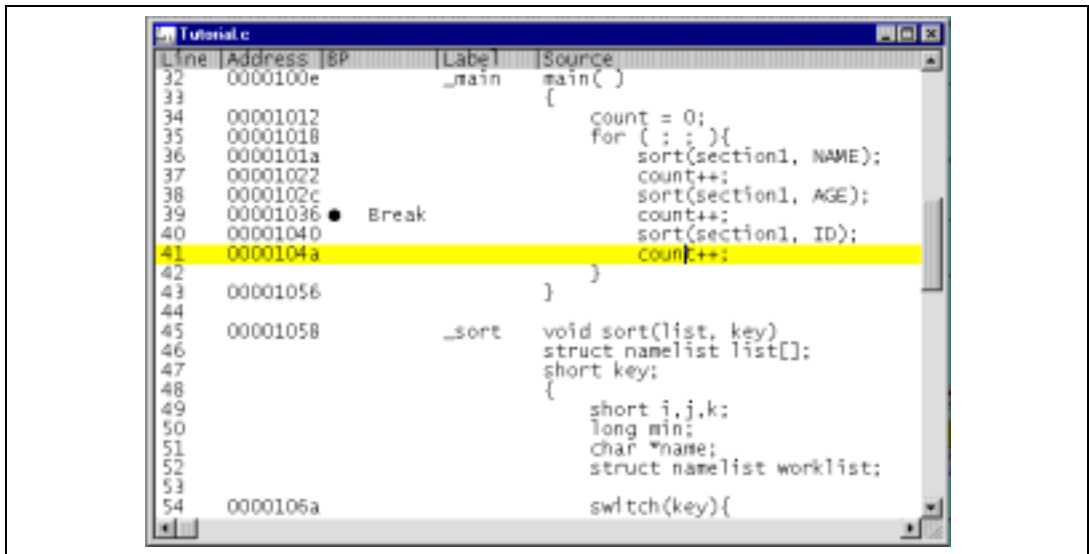 Tutorial.c
Line Address BP Label Source
32 0000100e _main main( )
33 {
34 00001012 count = 0;
35 00001018 for ( ; ; ){
36 0000101a sort(section1, NAME);
37 00001022 count++;
38 0000102c sort(section1, AGE);
39 00001036 ● Break count++;
40 00001040 sort(section1, ID);
41 0000104a count++;
42 }
43 00001056 }
44
45 00001058 _sort void sort(list, key)
46 struct namelist list[];
47 short key;
48 {
49 short i,j,k;
50 long min;
51 char *name;
52 struct namelist worklist;
53
54 0000106a switch(key){